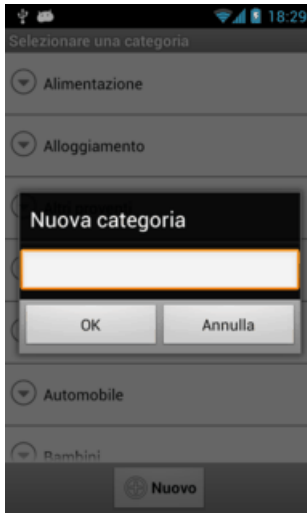 18:29
Selezionare una categoria
Alimentazione
Alloggiamento
Nuova categoria
OK
Annulla
Automobile
Bambini
Nuovo